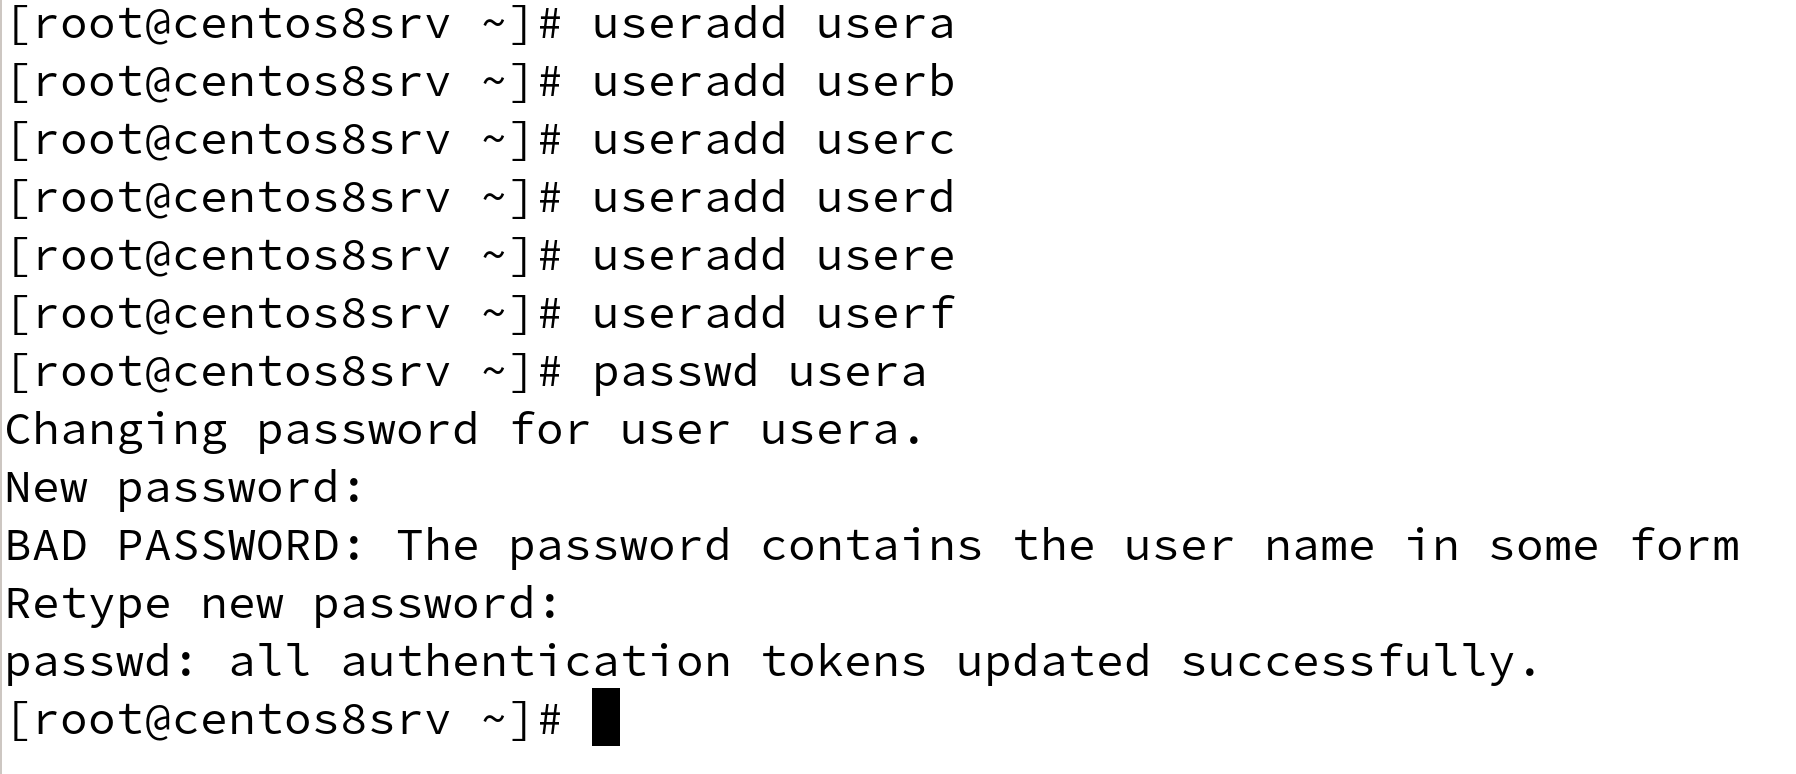 [root@centos8srv ~]# useradd usera
[root@centos8srv ~]# useradd userb
[root@centos8srv ~]# useradd userc
[root@centos8srv ~]# useradd userd
[root@centos8srv ~]# useradd usere
[root@centos8srv ~]# useradd userf
[root@centos8srv ~]# passwd usera
Changing password for user usera.
New password:
BAD PASSWORD: The password contains the user name in some form
Retype new password:
passwd: all authentication tokens updated successfully.
[root@centos8srv ~]#